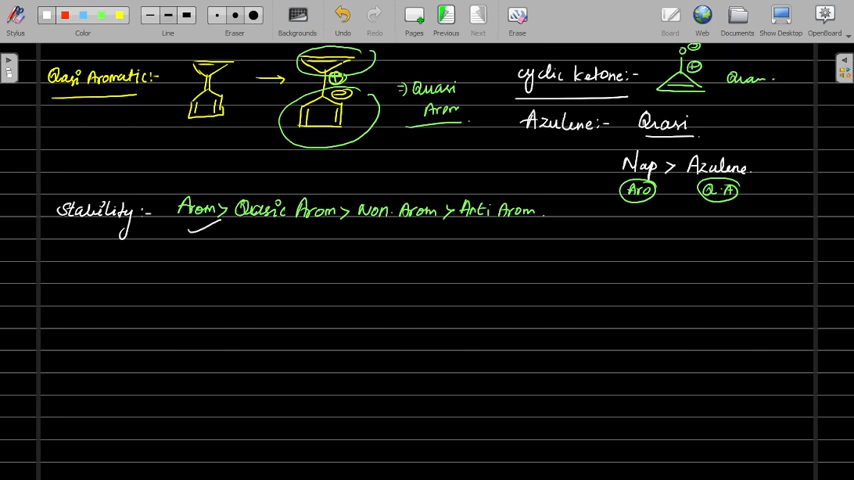 Stylus Color Line Eraser Backgrounds Undo Redo Pages Previous Next Erase Board Web Documents Show Desktop OpenBoard
Qasi Aromatic:-
⊕
⊖
=) Quasi
Arom
cyclic ketone:-
O ⊖
⊕
Quasi
Azulene:- Quasi
Nap > Azulene.
Aro Q.A
Stability:- Arom > Quasic Arom > Non. Arom > Anti Arom.